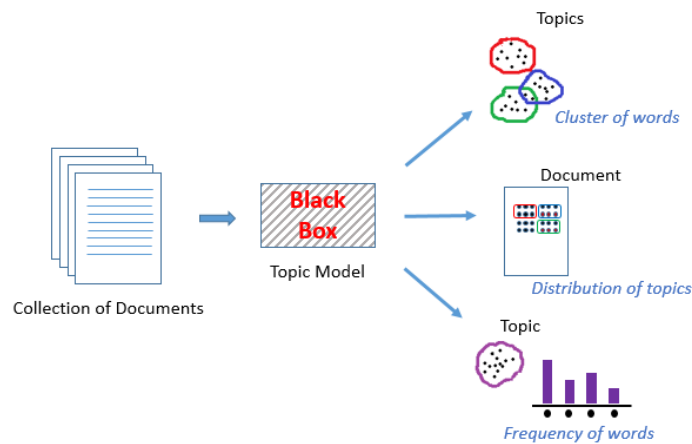 Topics
Cluster of words
Black
Box
Topic Model
Collection of Documents
Document
Distribution of topics
Topic
Frequency of words